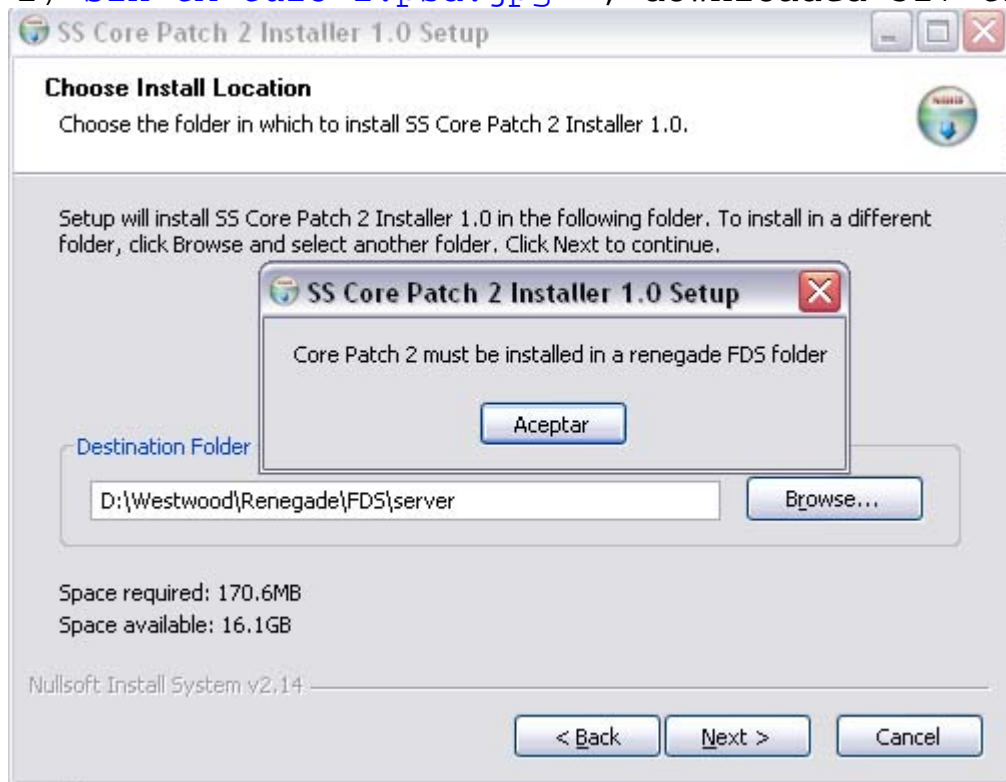 SS Core Patch 2 Installer 1.0 Setup
Choose Install Location
Choose the folder in which to install SS Core Patch 2 Installer 1.0.
Setup will install SS Core Patch 2 Installer 1.0 in the following folder. To install in a different
folder, click Browse and select another folder. Click Next to continue.
SS Core Patch 2 Installer 1.0 Setup
Core Patch 2 must be installed in a renegade FDS folder
Aceptar
Destination Folder
D:\Westwood\Renegade\FDS\server
Browse...
Space required: 170.6MB
Space available: 16.1GB
Nullsoft Install System v2.14
< Back Next > Cancel